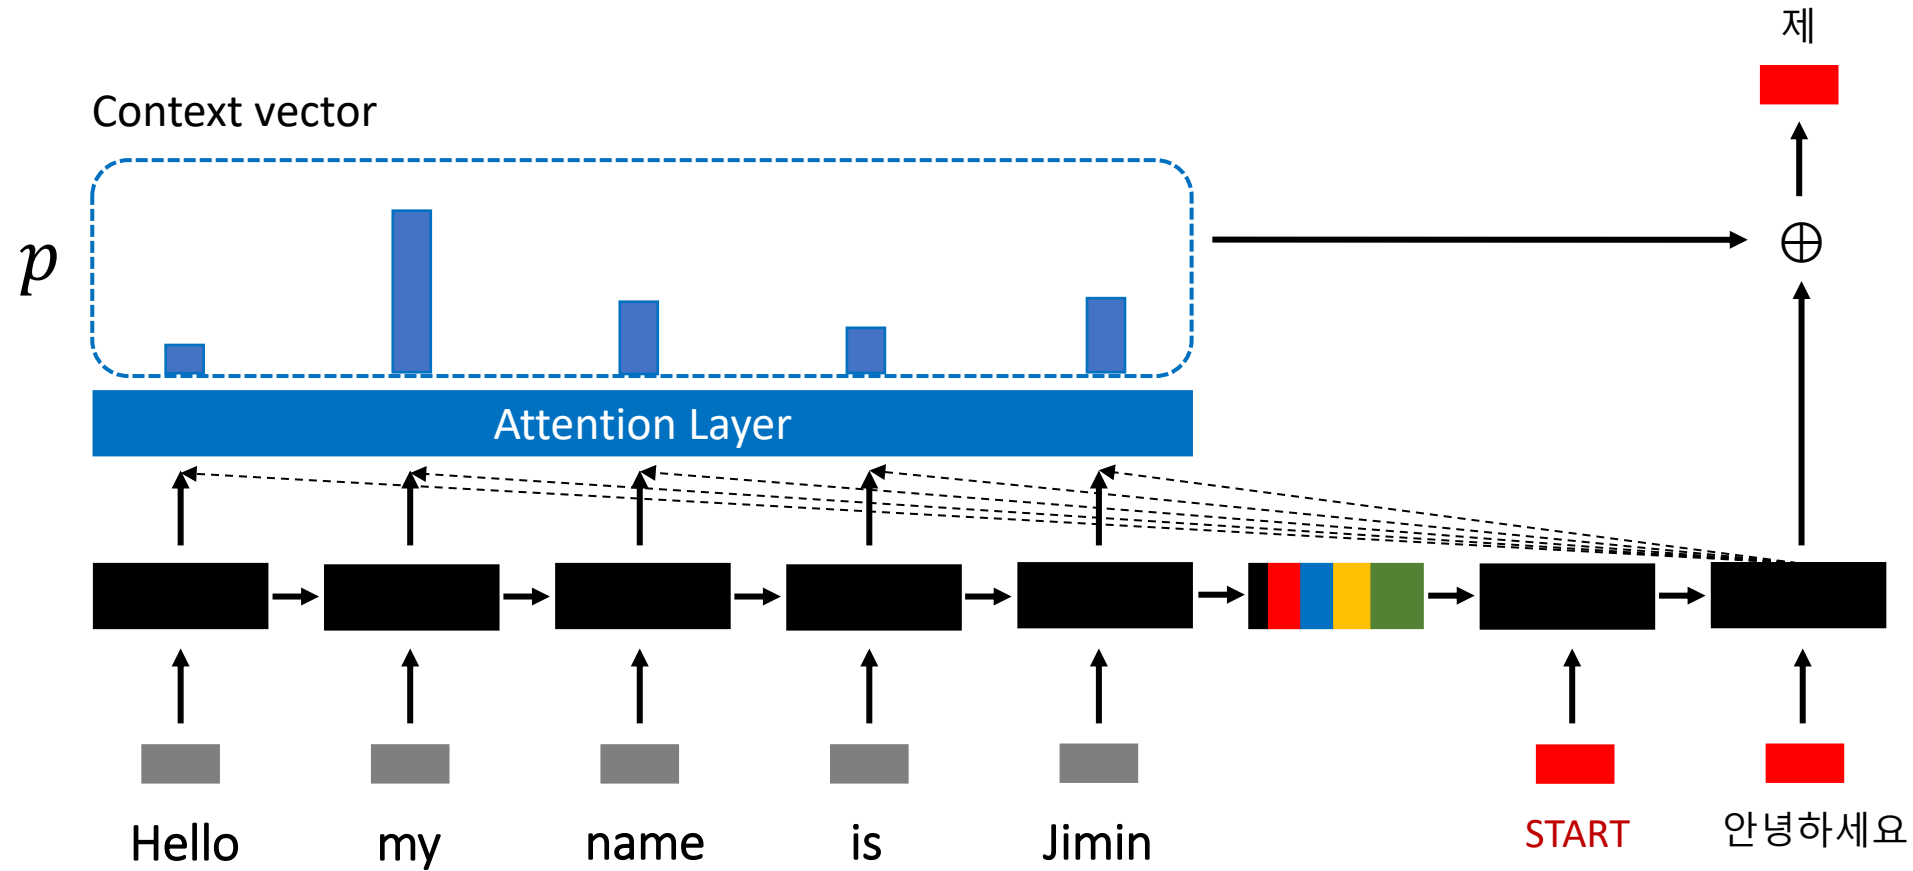 제
Context vector
p
Attention Layer
Hello my name is Jimin START 안녕하세요